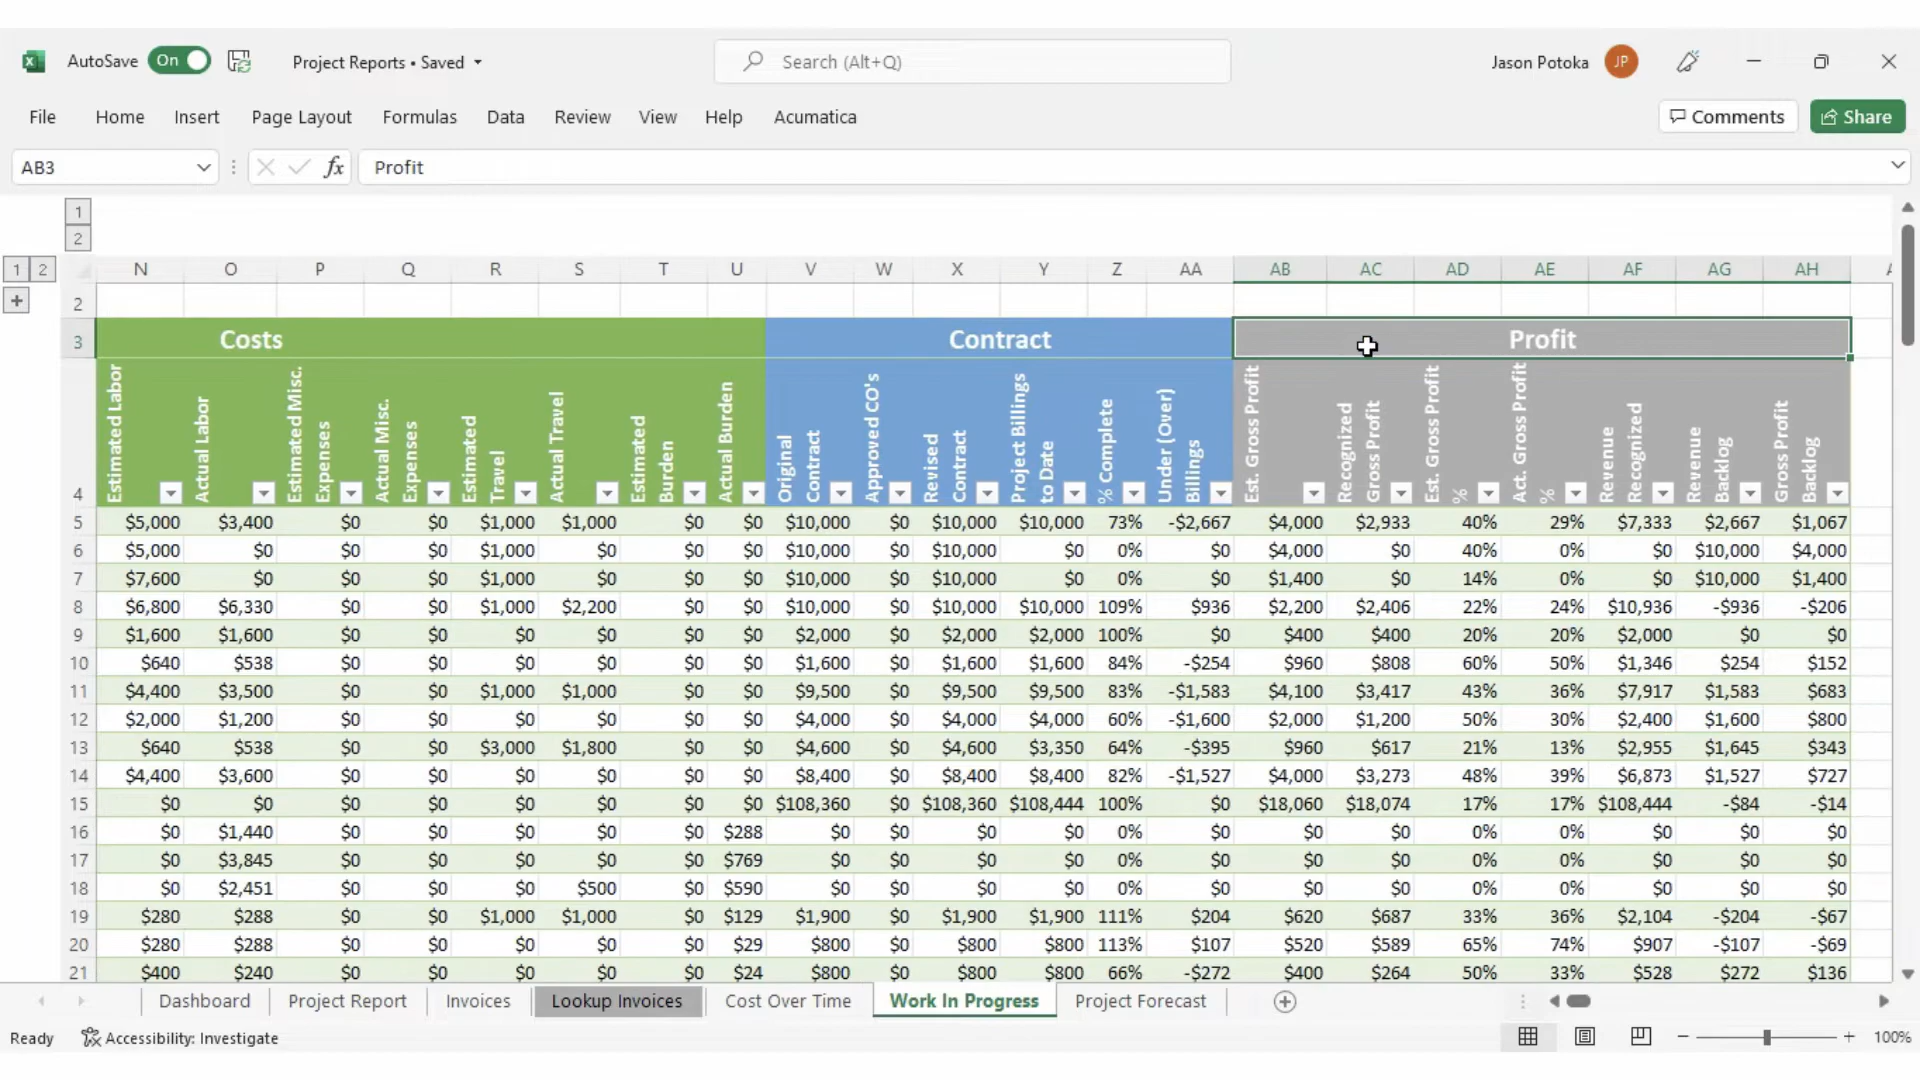 AutoSave On Project Reports • Saved Search (Alt+Q) Jason Potoka JP
File Home Insert Page Layout Formulas Data Review View Help Acumatica Comments Share
AB3 fx Profit
1
2
1 2 N O P Q R S T U V W X Y Z AA AB AC AD AE AF AG AH
2
3 Costs Contract Profit
4 Estimated Labor Actual Labor Estimated Misc. Expenses Actual Misc. Expenses Estimated Travel Actual Travel Estimated Burden Actual Burden Original Contract Approved CO's Revised Contract Project Billings to Date % Complete Under (Over) Billings Est. Gross Profit Recognized Gross Profit Est. Gross Profit % Act. Gross Profit % Revenue Recognized Revenue Backlog Gross Profit Backlog
5 $5,000 $3,400 $0 $0 $1,000 $1,000 $0 $0 $10,000 $0 $10,000 $10,000 73% -$2,667 $4,000 $2,933 40% 29% $7,333 $2,667 $1,067
6 $5,000 $0 $0 $0 $1,000 $0 $0 $0 $10,000 $0 $10,000 $0 0% $0 $4,000 $0 40% 0% $0 $10,000 $4,000
7 $7,600 $0 $0 $0 $1,000 $0 $0 $0 $10,000 $0 $10,000 $0 0% $0 $1,400 $0 14% 0% $0 $10,000 $1,400
8 $6,800 $6,330 $0 $0 $1,000 $2,200 $0 $0 $10,000 $0 $10,000 $10,000 109% $936 $2,200 $2,406 22% 24% $10,936 -$936 -$206
9 $1,600 $1,600 $0 $0 $0 $0 $0 $0 $2,000 $0 $2,000 $2,000 100% $0 $400 $400 20% 20% $2,000 $0 $0
10 $640 $538 $0 $0 $0 $0 $0 $0 $1,600 $0 $1,600 $1,600 84% -$254 $960 $808 60% 50% $1,346 $254 $152
11 $4,400 $3,500 $0 $0 $1,000 $1,000 $0 $0 $9,500 $0 $9,500 $9,500 83% -$1,583 $4,100 $3,417 43% 36% $7,917 $1,583 $683
12 $2,000 $1,200 $0 $0 $0 $0 $0 $0 $4,000 $0 $4,000 $4,000 60% -$1,600 $2,000 $1,200 50% 30% $2,400 $1,600 $800
13 $640 $538 $0 $0 $3,000 $1,800 $0 $0 $4,600 $0 $4,600 $3,350 64% -$395 $960 $617 21% 13% $2,955 $1,645 $343
14 $4,400 $3,600 $0 $0 $0 $0 $0 $0 $8,400 $0 $8,400 $8,400 82% -$1,527 $4,000 $3,273 48% 39% $6,873 $1,527 $727
15 $0 $0 $0 $0 $0 $0 $0 $0 $108,360 $0 $108,360 $108,444 100% $0 $18,060 $18,074 17% 17% $108,444 -$84 -$14
16 $0 $1,440 $0 $0 $0 $0 $0 $288 $0 $0 $0 $0 0% $0 $0 $0 0% 0% $0 $0 $0
17 $0 $3,845 $0 $0 $0 $0 $0 $769 $0 $0 $0 $0 0% $0 $0 $0 0% 0% $0 $0 $0
18 $0 $2,451 $0 $0 $0 $500 $0 $590 $0 $0 $0 $0 0% $0 $0 $0 0% 0% $0 $0 $0
19 $280 $288 $0 $0 $1,000 $1,000 $0 $129 $1,900 $0 $1,900 $1,900 111% $204 $620 $687 33% 36% $2,104 -$204 -$67
20 $280 $288 $0 $0 $0 $0 $0 $29 $800 $0 $800 $800 113% $107 $520 $589 65% 74% $907 -$107 -$69
21 $400 $240 $0 $0 $0 $0 $0 $24 $800 $0 $800 $800 66% -$272 $400 $264 50% 33% $528 $272 $136
Dashboard Project Report Invoices Lookup Invoices Cost Over Time Work In Progress Project Forecast
Ready Accessibility: Investigate 100%